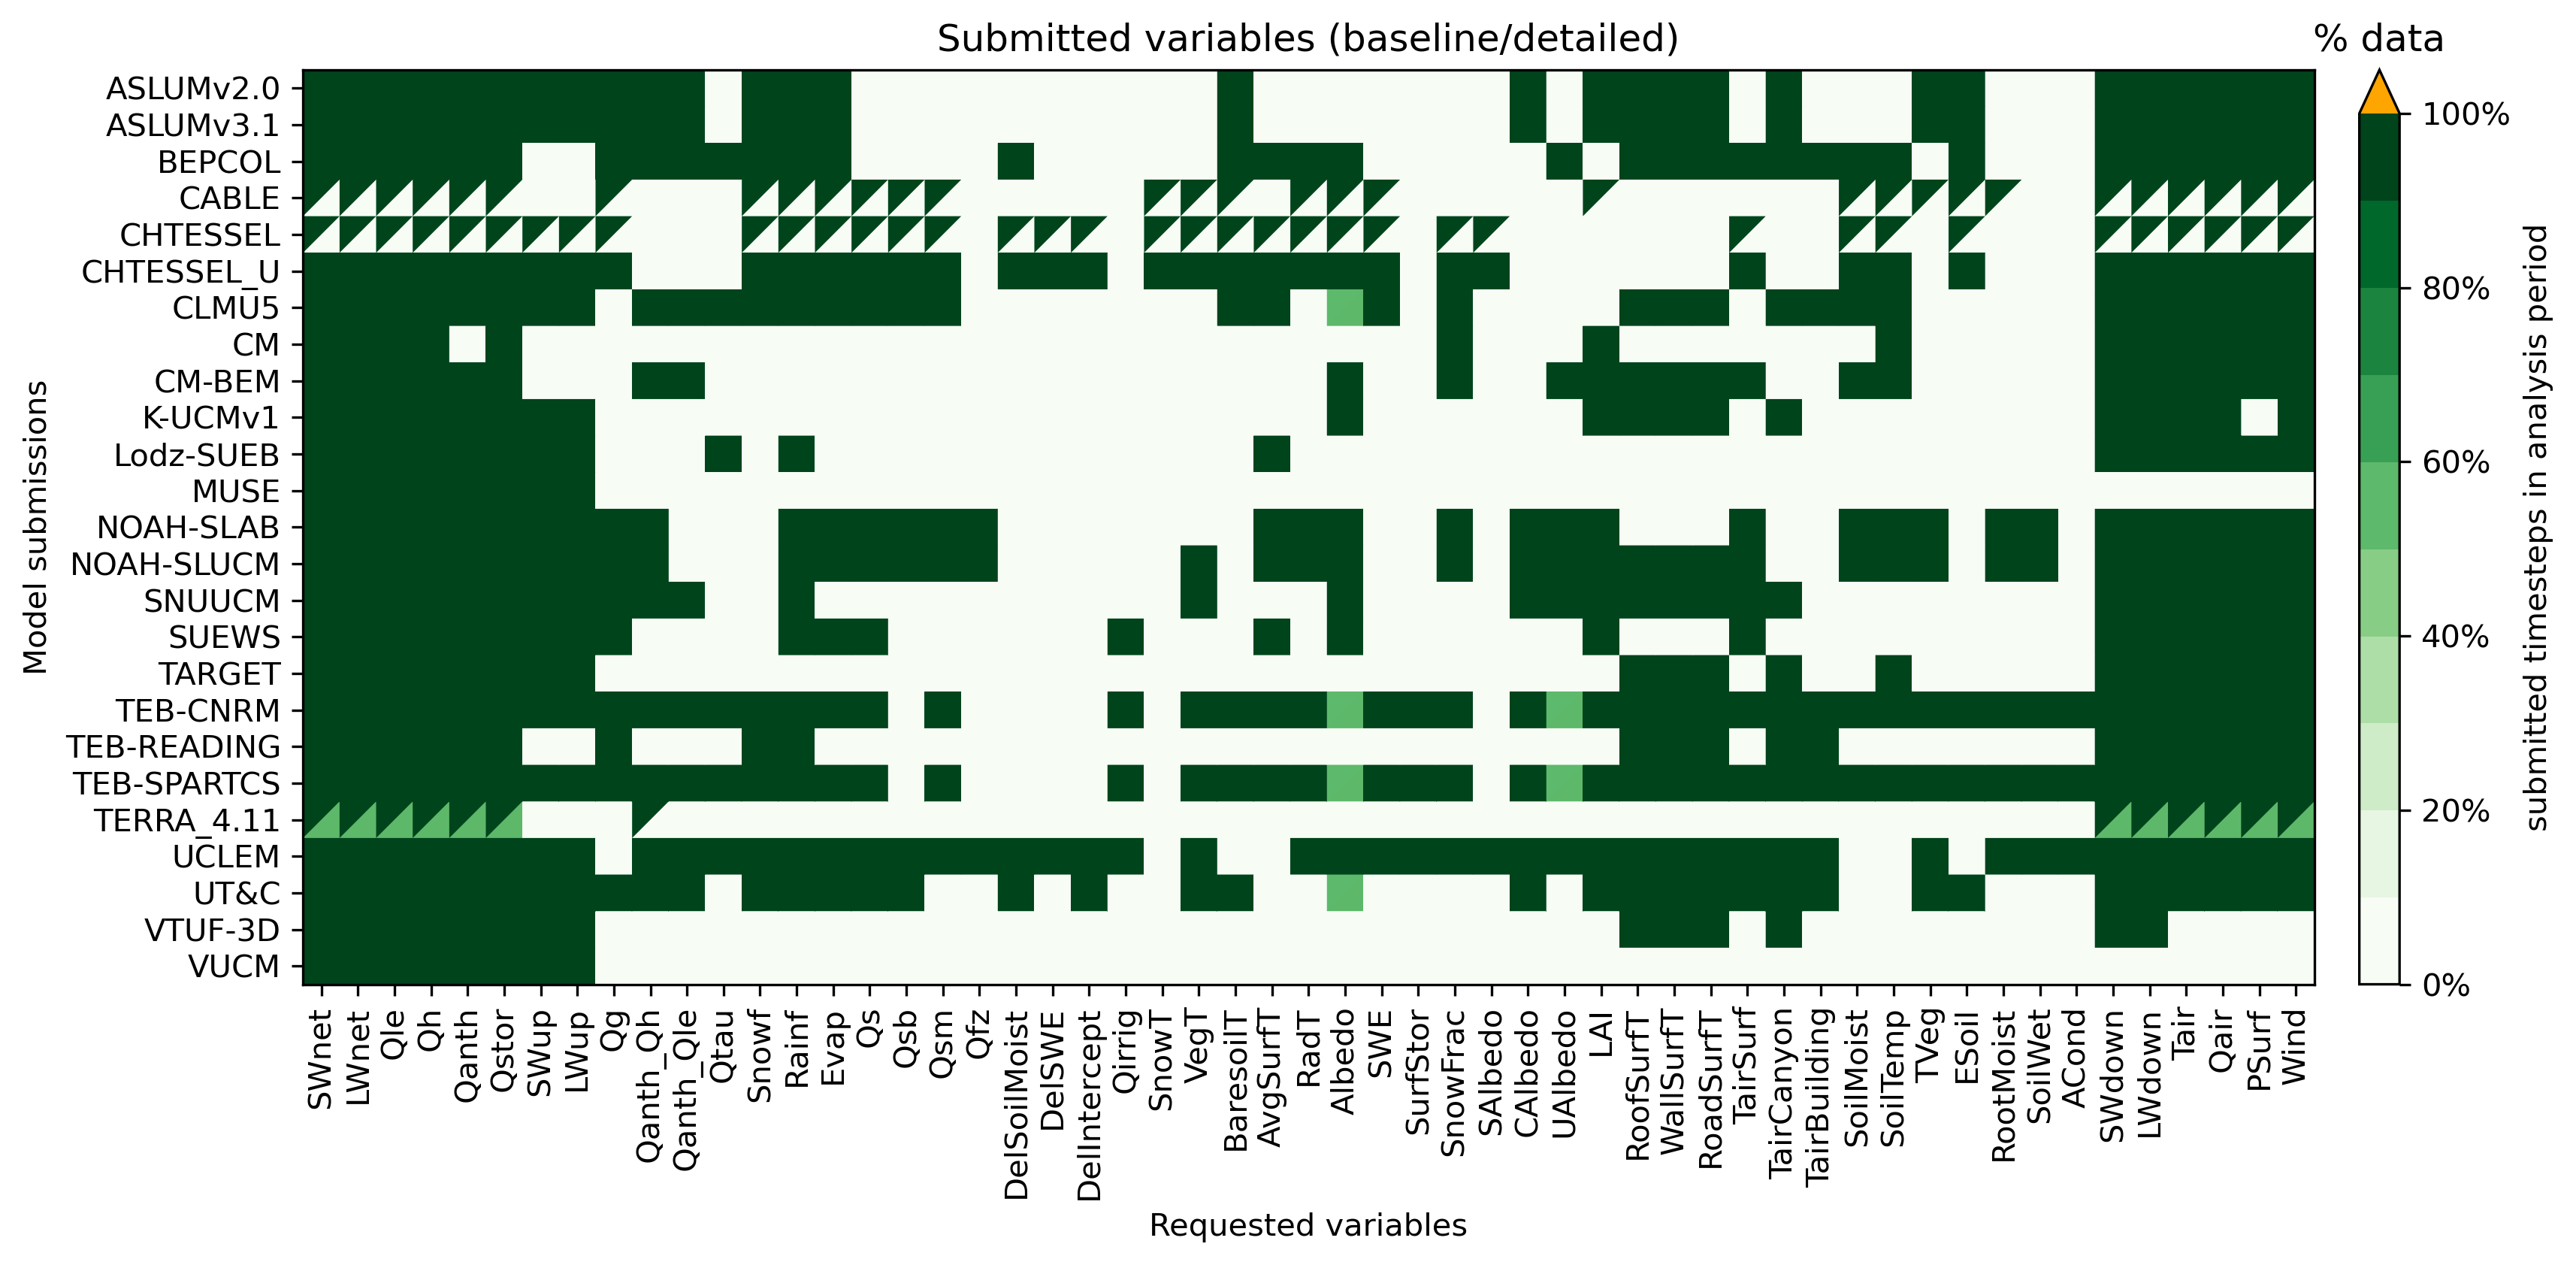 Submitted variables (baseline/detailed)
% data
ASLUMv2.0
ASLUMv3.1
BEPCOL
CABLE
CHTESSEL
CHTESSEL_U
CLMU5
CM
CM-BEM
K-UCMv1
Lodz-SUEB
MUSE
NOAH-SLAB
NOAH-SLUCM
SNUUCM
SUEWS
TARGET
TEB-CNRM
TEB-READING
TEB-SPARTCS
TERRA_4.11
UCLEM
UT&C
VTUF-3D
VUCM
Model submissions
SWnet
LWnet
Qle
Qh
Qanth
Qstor
SWup
LWup
Qg
Qanth_Qh
Qanth_Qle
Qtau
Snowf
Rainf
Evap
Qs
Qsb
Qsm
Qfz
DelSoilMoist
DelSWE
DelIntercept
Qirrig
SnowT
VegT
BaresoilT
AvgSurfT
RadT
Albedo
SWE
SurfStor
SnowFrac
SAlbedo
CAlbedo
UAlbedo
LAI
RoofSurfT
WallSurfT
RoadSurfT
TairSurf
TairCanyon
TairBuilding
SoilMoist
SoilTemp
TVeg
ESoil
RootMoist
SoilWet
ACond
SWdown
LWdown
Tair
Qair
PSurf
Wind
Requested variables
100%
80%
60%
40%
20%
0%
submitted timesteps in analysis period